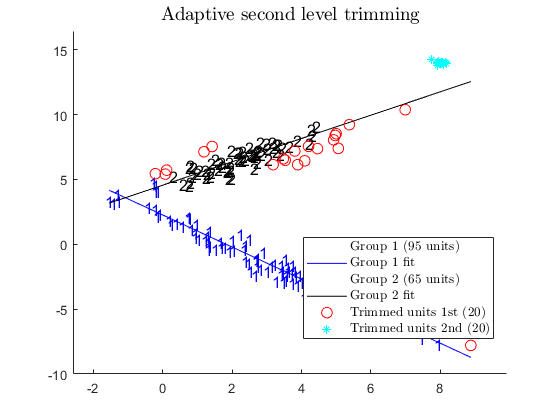 Adaptive second level trimming
15
10
5
0
-5
-10
-2
0
2
4
6
8
Group 1 (95 units)
Group 1 fit
Group 2 (65 units)
Group 2 fit
Trimmed units 1st (20)
Trimmed units 2nd (20)